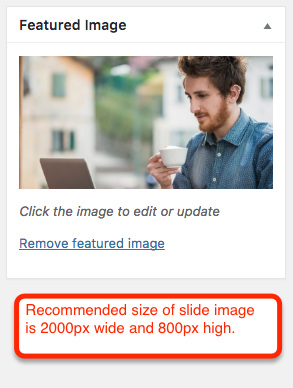 Featured Image
Click the image to edit or update
Remove featured image
Recommended size of slide image
is 2000px wide and 800px high.